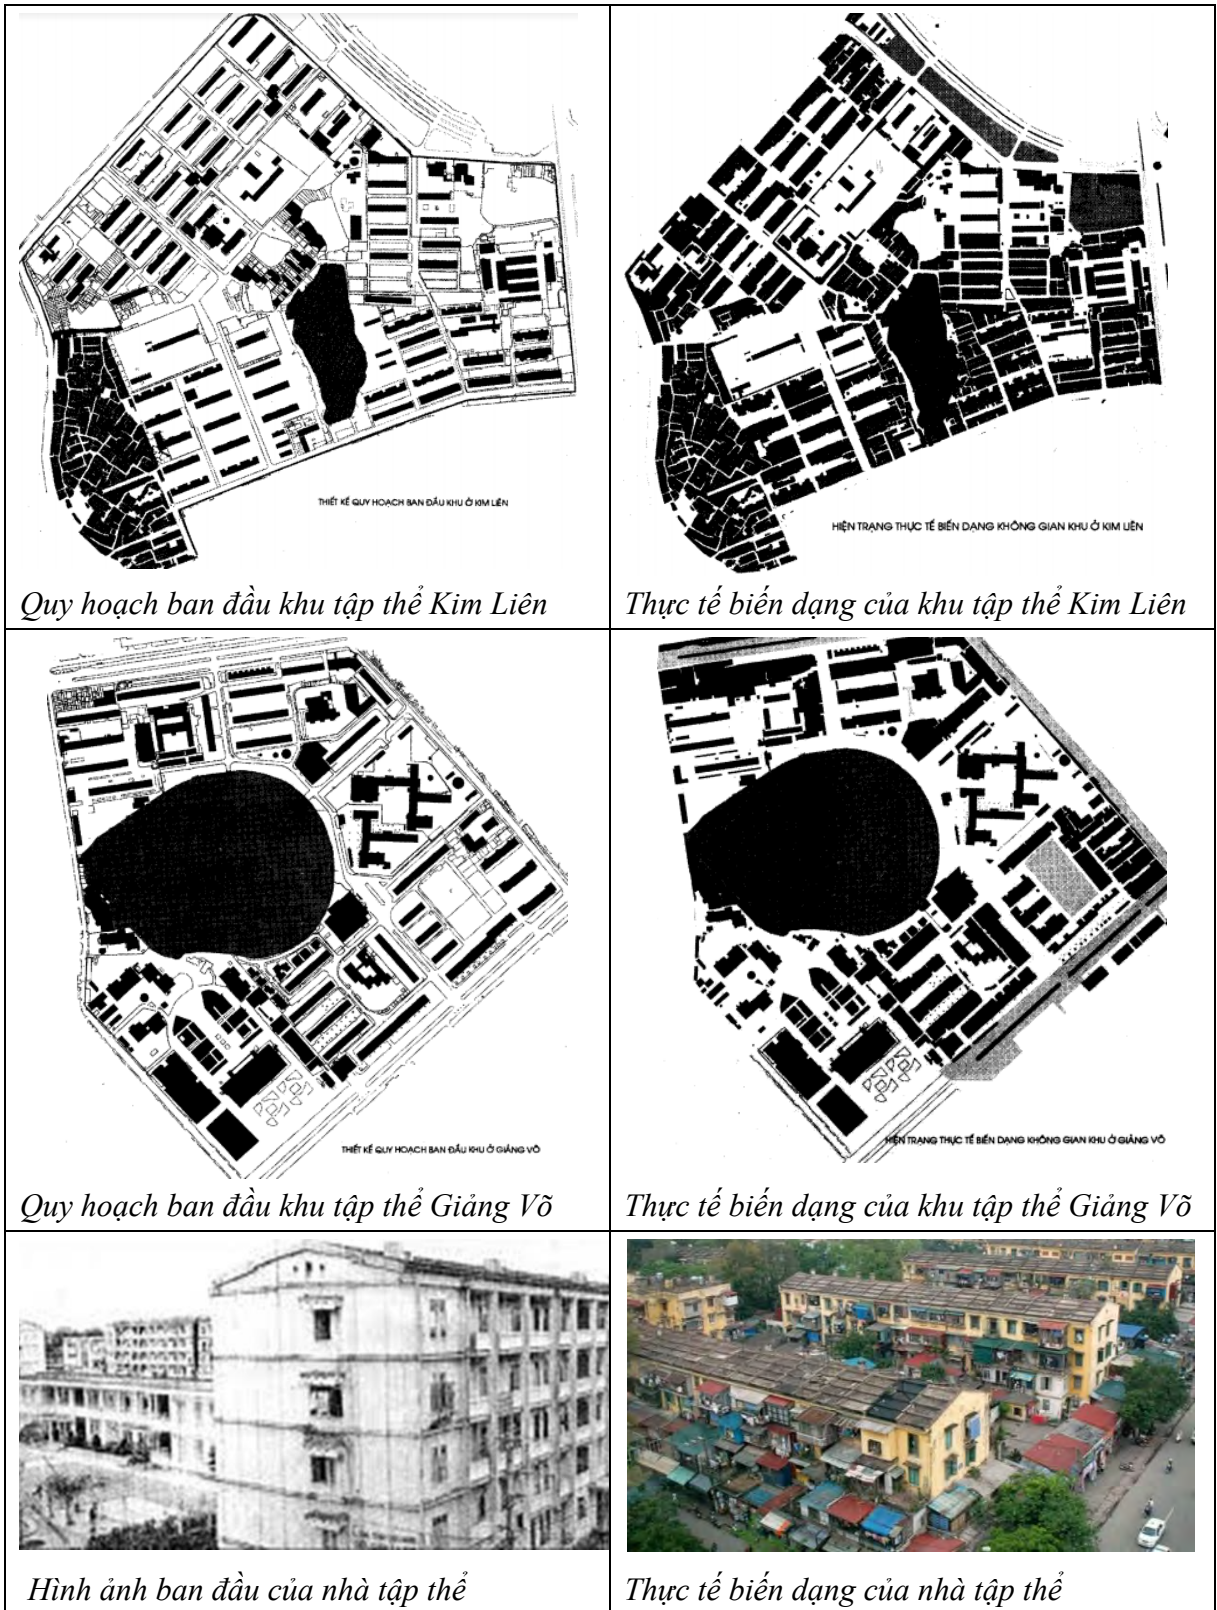 THIẾT KẾ QUY HOẠCH BAN ĐẦU KHU Ở KIM LIÊN
HIỆN TRẠNG THỰC TẾ BIẾN DẠNG KHÔNG GIAN KHU Ở KIM LIÊN
Quy hoạch ban đầu khu tập thể Kim Liên
Thực tế biến dạng của khu tập thể Kim Liên
THIẾT KẾ QUY HOẠCH BAN ĐẦU KHU Ở GIẢNG VÕ
HIỆN TRẠNG THỰC TẾ BIẾN DẠNG KHÔNG GIAN KHU Ở GIẢNG VÕ
Quy hoạch ban đầu khu tập thể Giảng Võ
Thực tế biến dạng của khu tập thể Giảng Võ
Hình ảnh ban đầu của nhà tập thể
Thực tế biến dạng của nhà tập thể